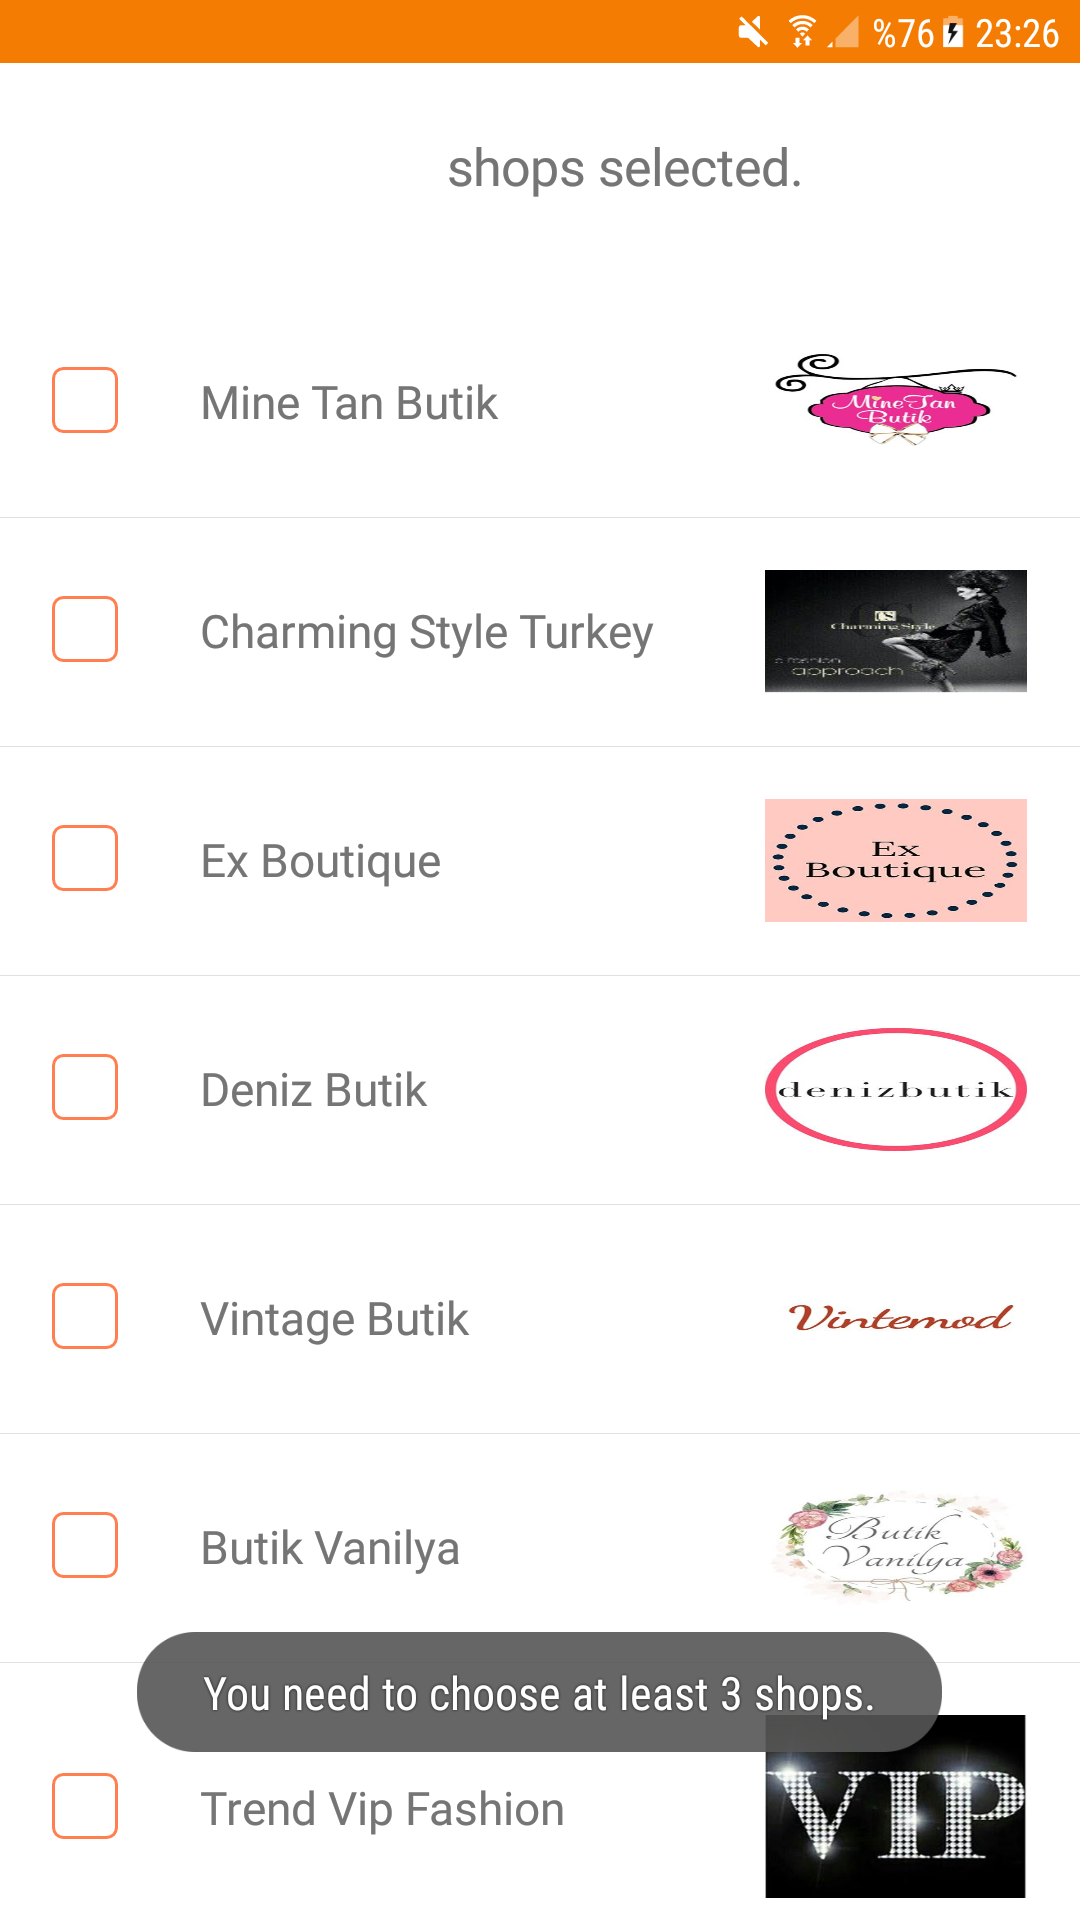 %76 23:26
shops selected.
Mine Tan Butik
Mine Tan
Butik
Charming Style Turkey
CS
Charming Style
a fashion
approach
Ex Boutique
Ex
Boutique
Deniz Butik
denizbutik
Vintage Butik
Vintemod
Butik Vanilya
Butik
Vanilya
You need to choose at least 3 shops.
Trend Vip Fashion
VIP